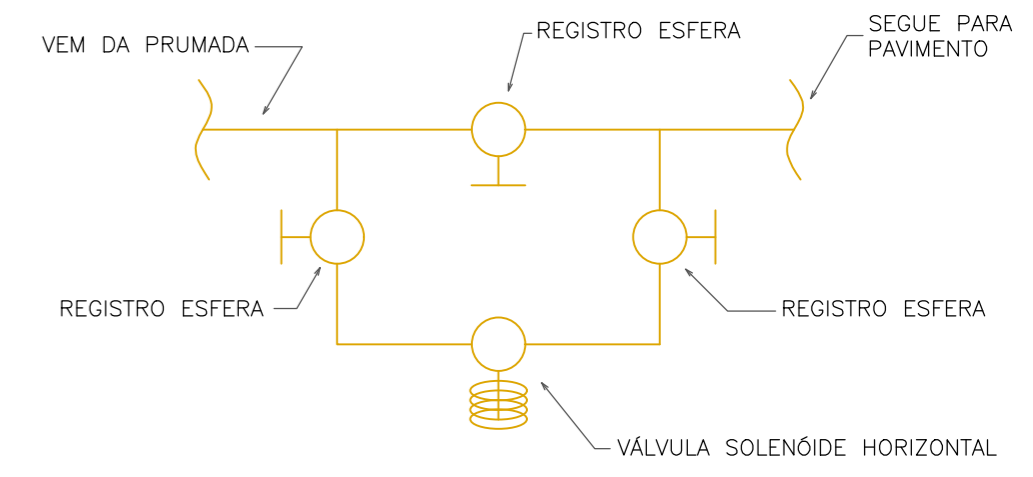 VEM DA PRUMADA
REGISTRO ESFERA
SEGUE PARA
PAVIMENTO
REGISTRO ESFERA
REGISTRO ESFERA
VÁLVULA SOLENÓIDE HORIZONTAL